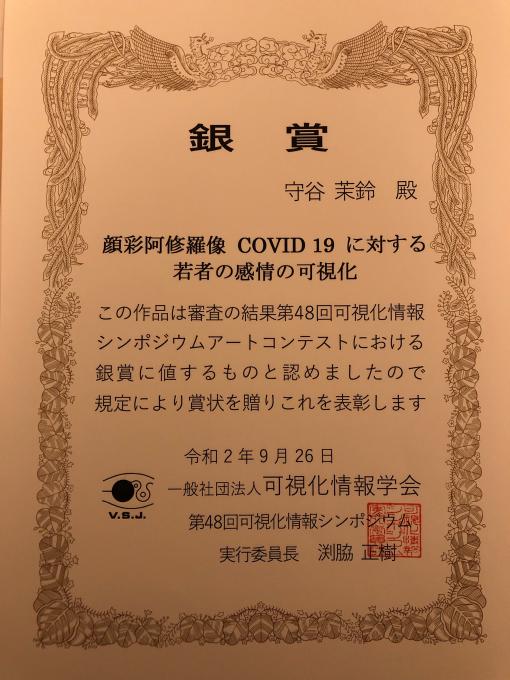 銀 賞
守谷 茉鈴 殿
顔彩阿修羅像 COVID 19 に対する
若者の感情の可視化
この作品は審査の結果第48回可視化情報
シンポジウムアートコンテストにおける
銀賞に値するものと認めましたので
規定により賞状を贈りこれを表彰します
令和2年9月26日
V.S.J.
一般社団法人可視化情報学会
第48回可視化情報シンポジウム
実行委員長 渕脇 正樹